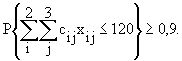 P{∑_{i}^{2} ∑_{j}^{3} c_{ij} x_{ij} ≤ 120} ≥ 0,9.